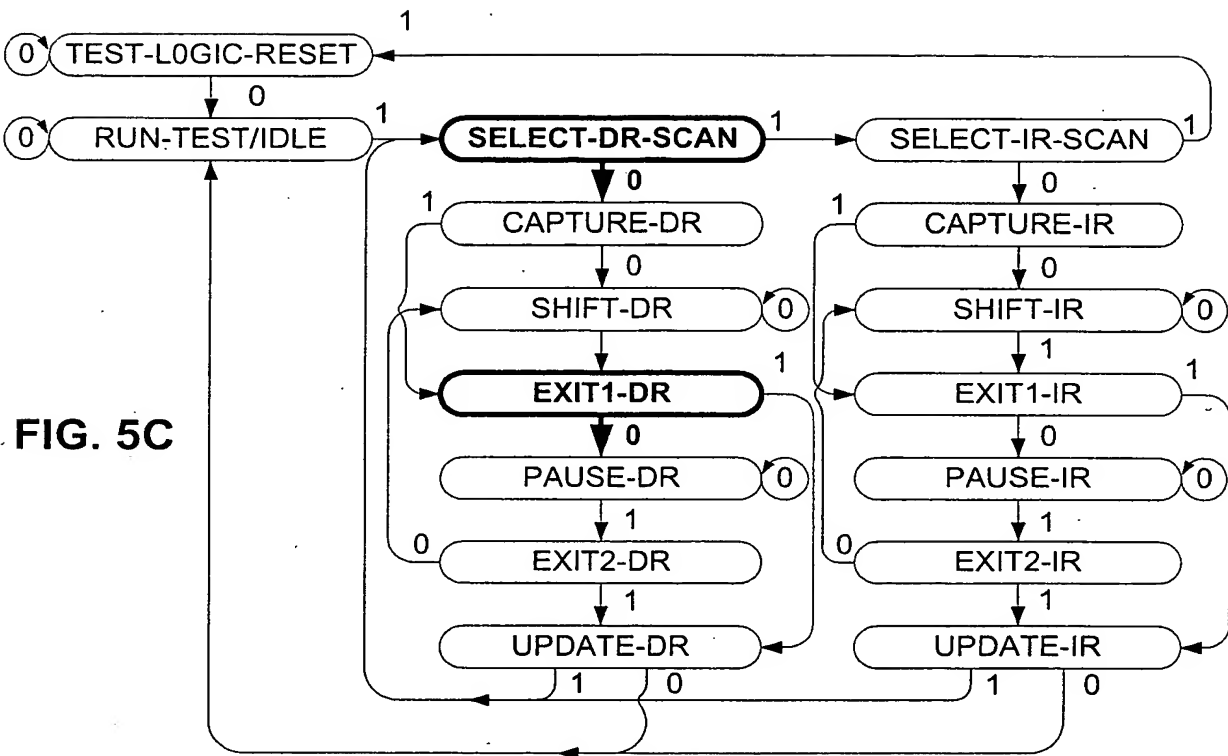 1
0 TEST-L0GIC-RESET
0
0 RUN-TEST/IDLE 1 SELECT-DR-SCAN 1 SELECT-IR-SCAN 1
0 0
1 CAPTURE-DR 1 CAPTURE-IR
0 0
SHIFT-DR 0 SHIFT-IR 0
1
EXIT1-DR 1 EXIT1-IR 1
FIG. 5C
0 0
PAUSE-DR 0 PAUSE-IR 0
1 1
0 EXIT2-DR 0 EXIT2-IR
1 1
UPDATE-DR UPDATE-IR
1 0 1 0